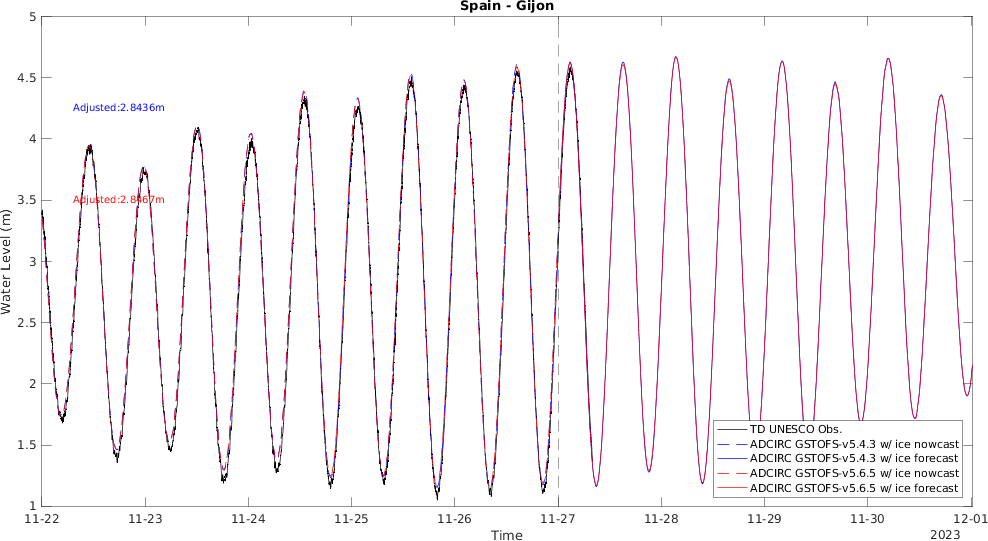 Spain - Gijon
5
4.5
4
3.5
3
2.5
2
1.5
1
Water Level (m)
Adjusted:2.8436m
Adjusted:2.8467m
TD UNESCO Obs.
ADCIRC GSTOFS-v5.4.3 w/ ice nowcast
ADCIRC GSTOFS-v5.4.3 w/ ice forecast
ADCIRC GSTOFS-v5.6.5 w/ ice nowcast
ADCIRC GSTOFS-v5.6.5 w/ ice forecast
11-22 11-23 11-24 11-25 11-26 11-27 11-28 11-29 11-30 12-01
Time
2023